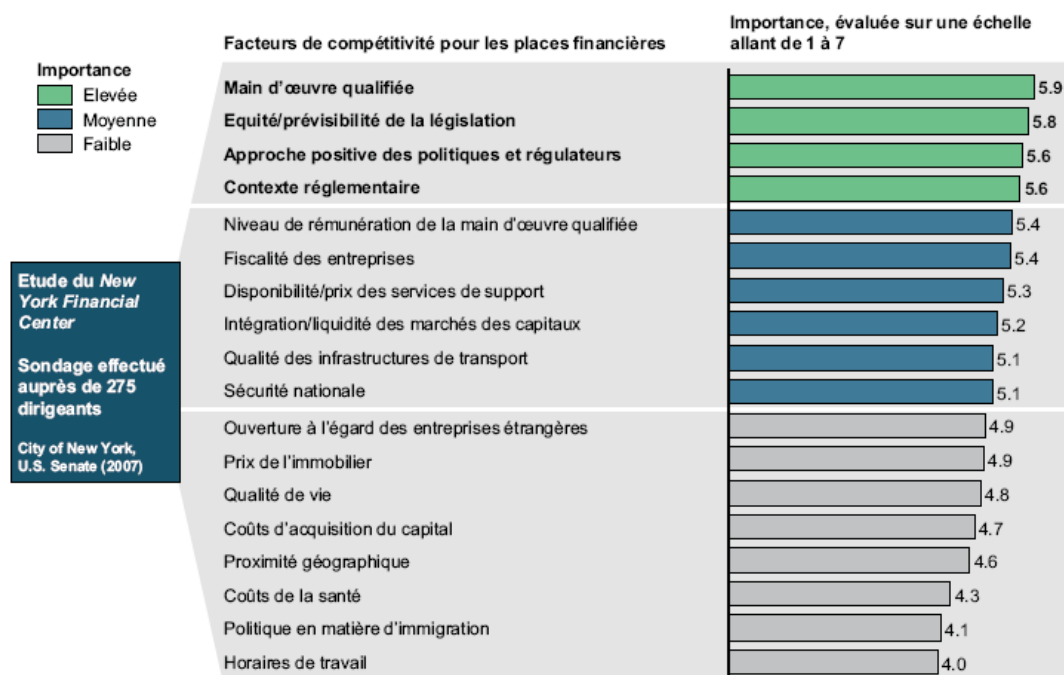 Facteurs de compétitivité pour les places financières
Importance, évaluée sur une échelle
allant de 1 à 7
Importance
Elevée
Moyenne
Faible
Main d'œuvre qualifiée 5.9
Equité/prévisibilité de la législation 5.8
Approche positive des politiques et régulateurs 5.6
Contexte réglementaire 5.6
Niveau de rémunération de la main d'œuvre qualifiée 5.4
Fiscalité des entreprises 5.4
Disponibilité/prix des services de support 5.3
Intégration/liquidité des marchés des capitaux 5.2
Qualité des infrastructures de transport 5.1
Sécurité nationale 5.1
Ouverture à l'égard des entreprises étrangères 4.9
Prix de l'immobilier 4.9
Qualité de vie 4.8
Coûts d'acquisition du capital 4.7
Proximité géographique 4.6
Coûts de la santé 4.3
Politique en matière d'immigration 4.1
Horaires de travail 4.0
Etude du New
York Financial
Center
Sondage effectué
auprès de 275
dirigeants
City of New York,
U.S. Senate (2007)